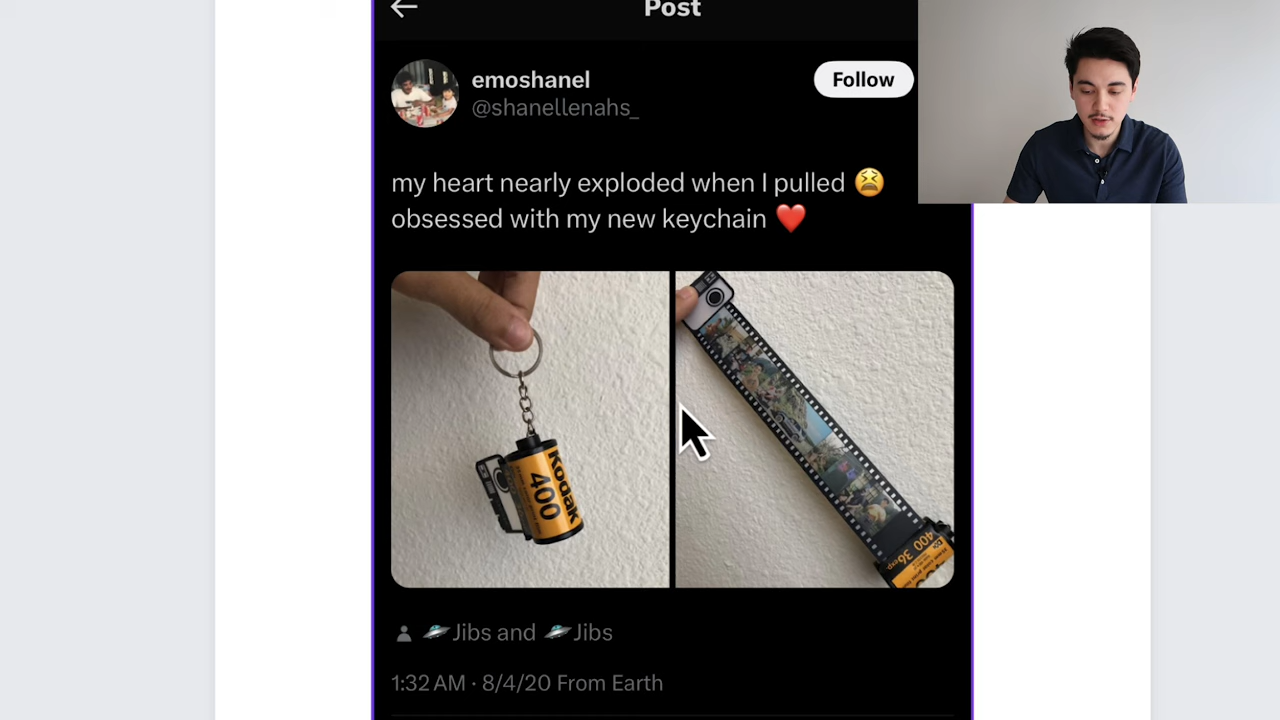 Post
emoshanel
@shanellenahs_
Follow
my heart nearly exploded when I pulled 😫
obsessed with my new keychain ❤️
Kodak
400
400 36exp
🛸Jibs and 🛸Jibs
1:32 AM · 8/4/20 From Earth